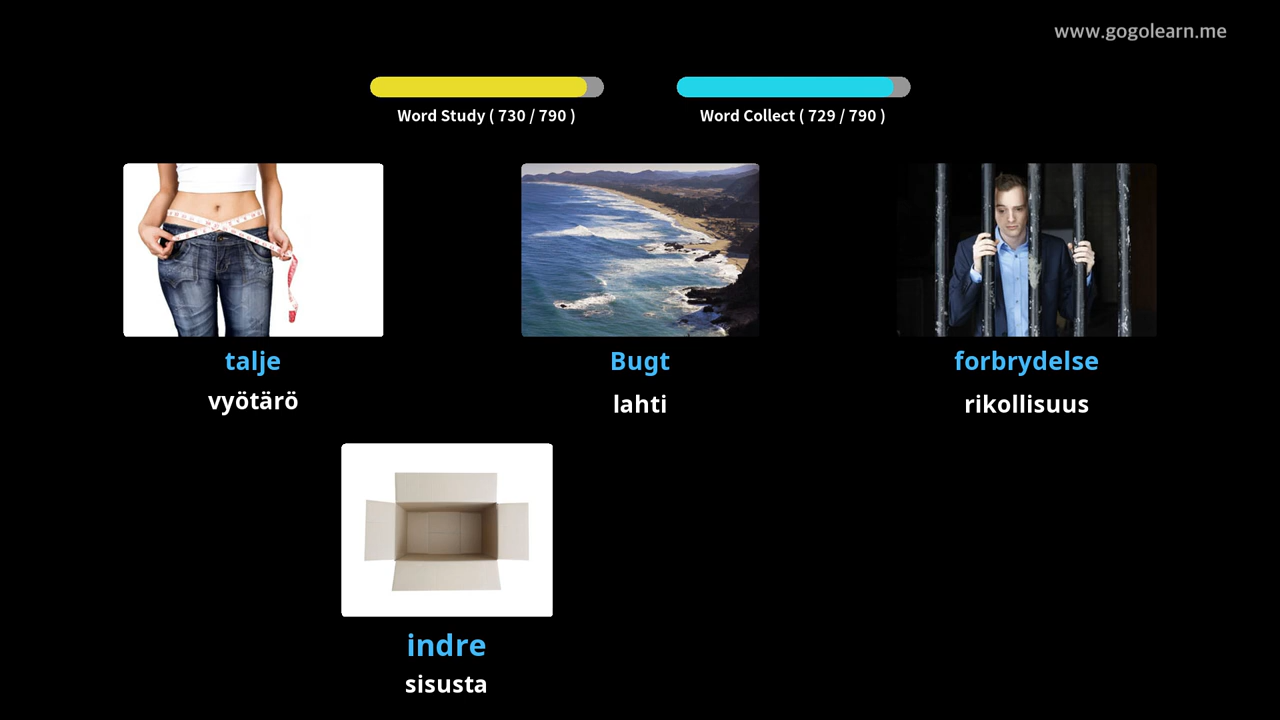 www.gogolearn.me
Word Study ( 730 / 790 )
Word Collect ( 729 / 790 )
talje
vyötärö
Bugt
lahti
forbrydelse
rikollisuus
indre
sisusta